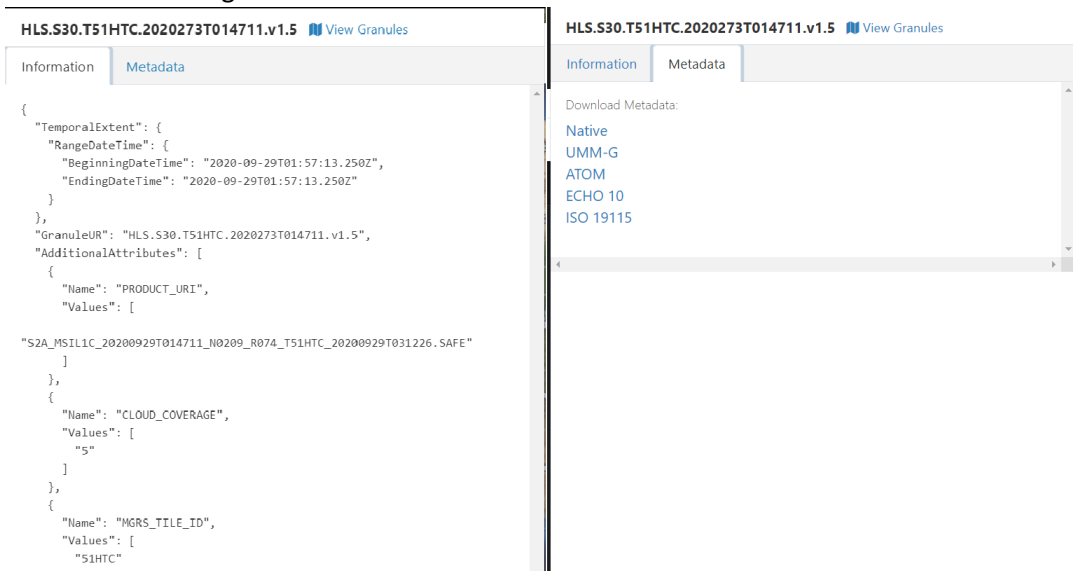 HLS.S30.T51HTC.2020273T014711.v1.5 View Granules
Information Metadata
{
"TemporalExtent": {
"RangeDateTime": {
"BeginningDateTime": "2020-09-29T01:57:13.250Z",
"EndingDateTime": "2020-09-29T01:57:13.250Z"
}
},
"GranuleUR": "HLS.S30.T51HTC.2020273T014711.v1.5",
"AdditionalAttributes": [
{
"Name": "PRODUCT_URI",
"Values": [
"S2A_MSIL1C_20200929T014711_N0209_R074_T51HTC_20200929T031226.SAFE"
]
},
{
"Name": "CLOUD_COVERAGE",
"Values": [
"5"
]
},
{
"Name": "MGRS_TILE_ID",
"Values": [
"51HTC"
HLS.S30.T51HTC.2020273T014711.v1.5 View Granules
Information Metadata
Download Metadata:
Native
UMM-G
ATOM
ECHO 10
ISO 19115